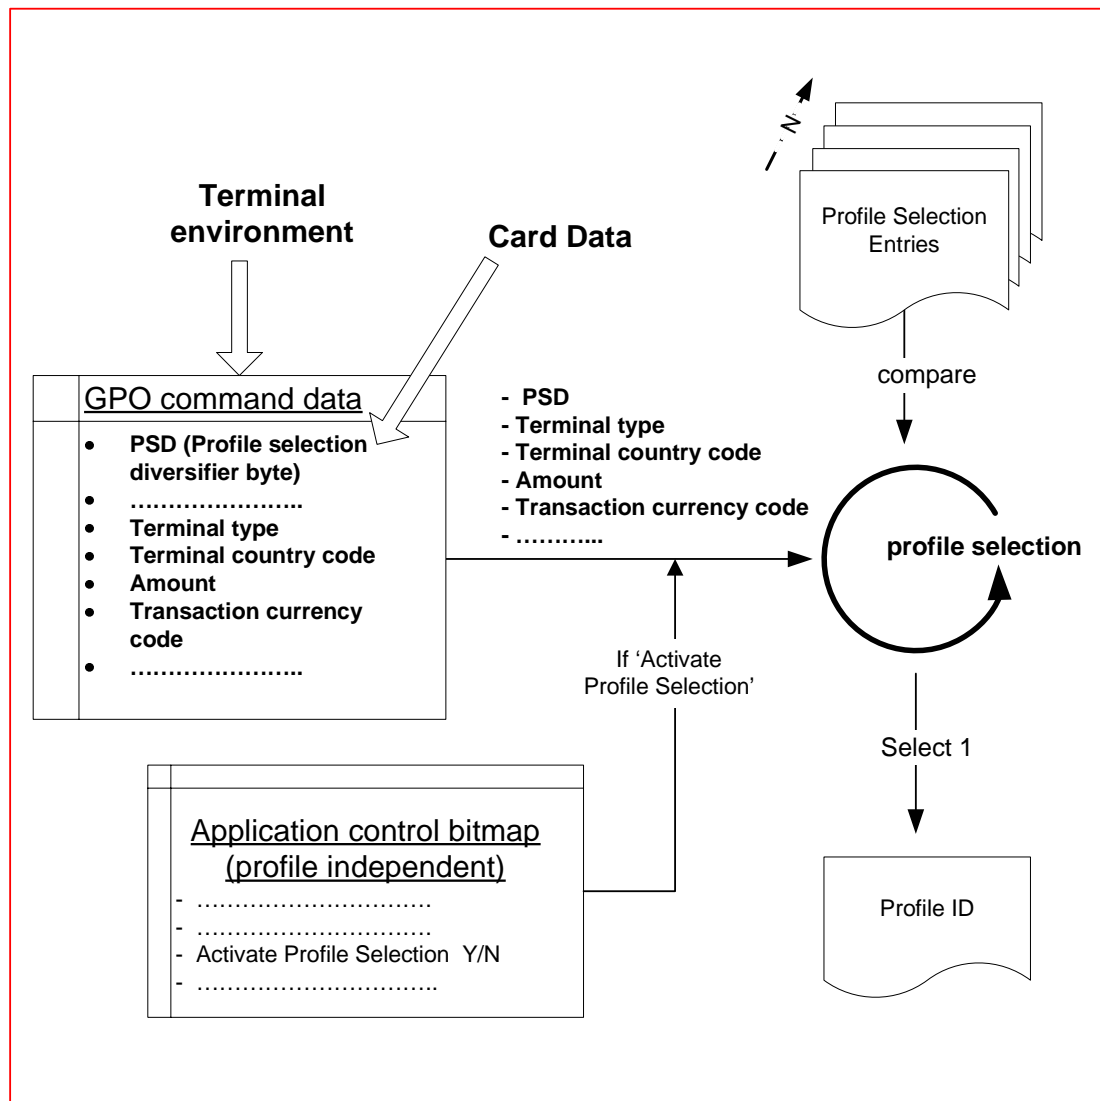 Terminal
environment
Card Data
GPO command data
• PSD (Profile selection
diversifier byte)
• …………………..
• Terminal type
• Terminal country code
• Amount
• Transaction currency
code
• …………………..
- PSD
- Terminal type
- Terminal country code
- Amount
- Transaction currency code
- ………...
N
Profile Selection
Entries
compare
profile selection
If ‘Activate
Profile Selection’
Select 1
Profile ID
Application control bitmap
(profile independent)
- ………………………….
- ………………………….
- Activate Profile Selection Y/N
- …………………………..